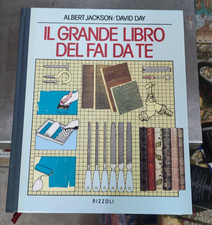 ALBERT JACKSON/DAVID DAY
IL GRANDE LIBRO
DEL FAI DA TE
RIZZOLI